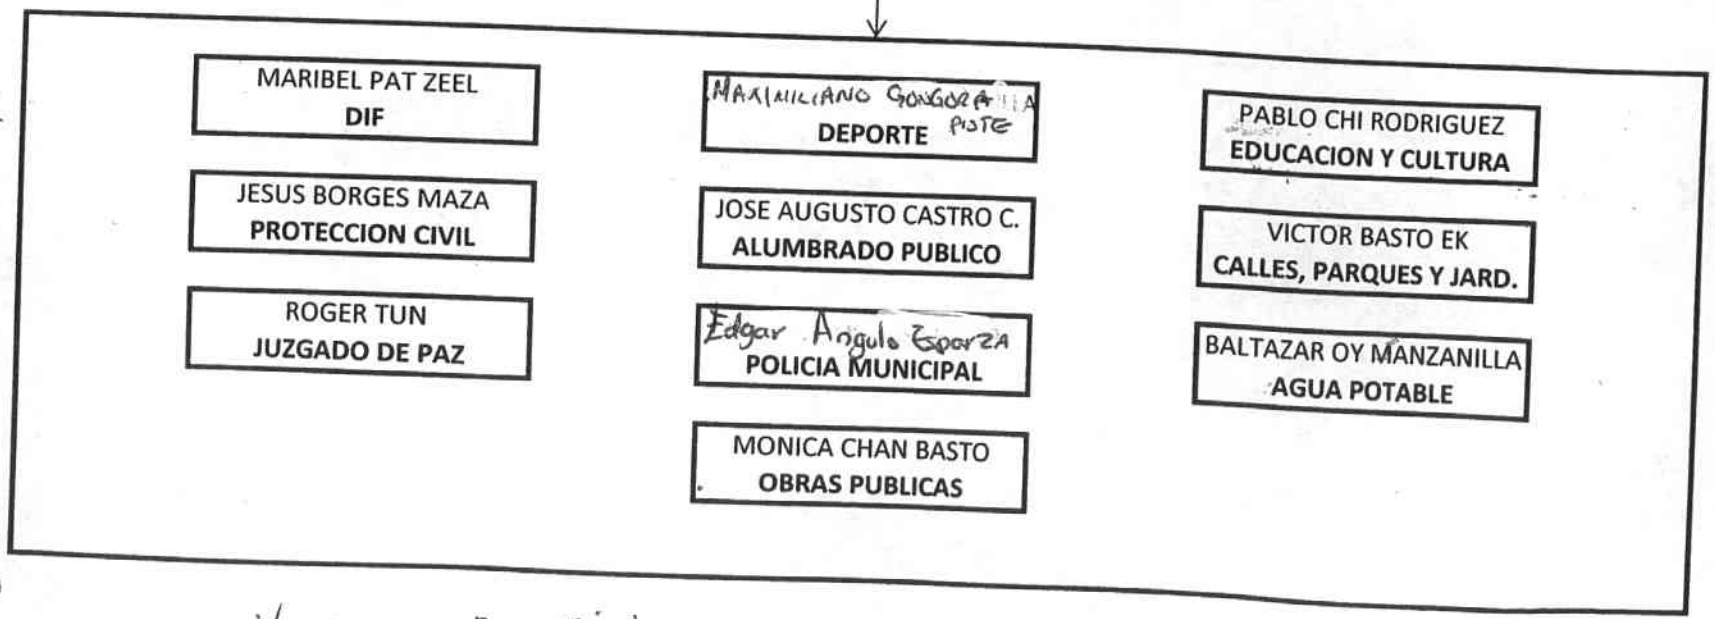 MARIBEL PAT ZEEL
DIF
JESUS BORGES MAZA
PROTECCION CIVIL
ROGER TUN
JUZGADO DE PAZ
MAXIMILIANO GONGORA
PISTE
DEPORTE
JOSE AUGUSTO CASTRO C.
ALUMBRADO PUBLICO
Edgar Angulo EsparzA
POLICIA MUNICIPAL
MONICA CHAN BASTO
OBRAS PUBLICAS
PABLO CHI RODRIGUEZ
EDUCACION Y CULTURA
VICTOR BASTO EK
CALLES, PARQUES Y JARD.
BALTAZAR OY MANZANILLA
AGUA POTABLE